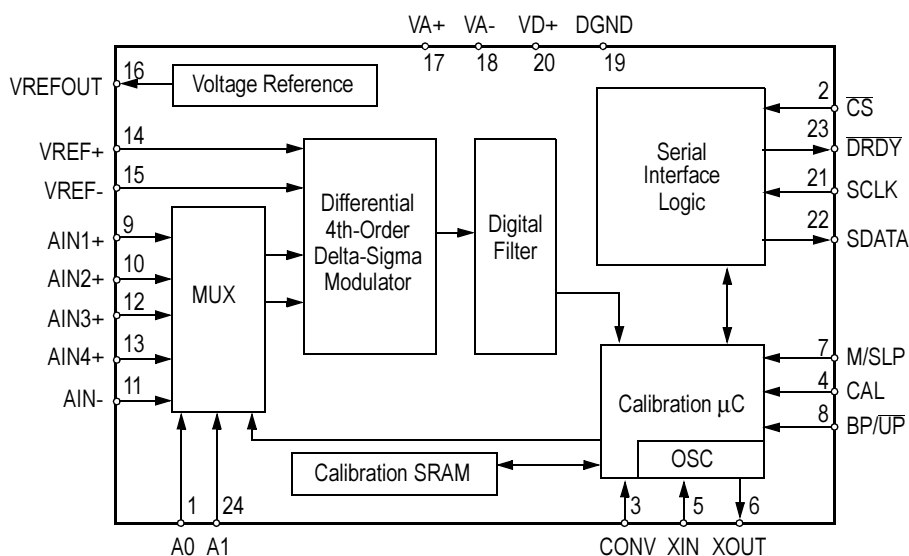 VA+ VA- VD+ DGND
17 18 20 19
VREFOUT 16 Voltage Reference
VREF+ 14
VREF- 15
AIN1+ 9
AIN2+ 10
AIN3+ 12
AIN4+ 13
AIN- 11
MUX
Differential
4th-Order
Delta-Sigma
Modulator
Digital
Filter
Serial
Interface
Logic
2 C̅S̅
23 D̅R̅D̅Y̅
21 SCLK
22 SDATA
7 M/SLP
4 CAL
8 BP/U̅P̅
Calibration µC
OSC
Calibration SRAM
1 24 3 5 6
A0 A1 CONV XIN XOUT